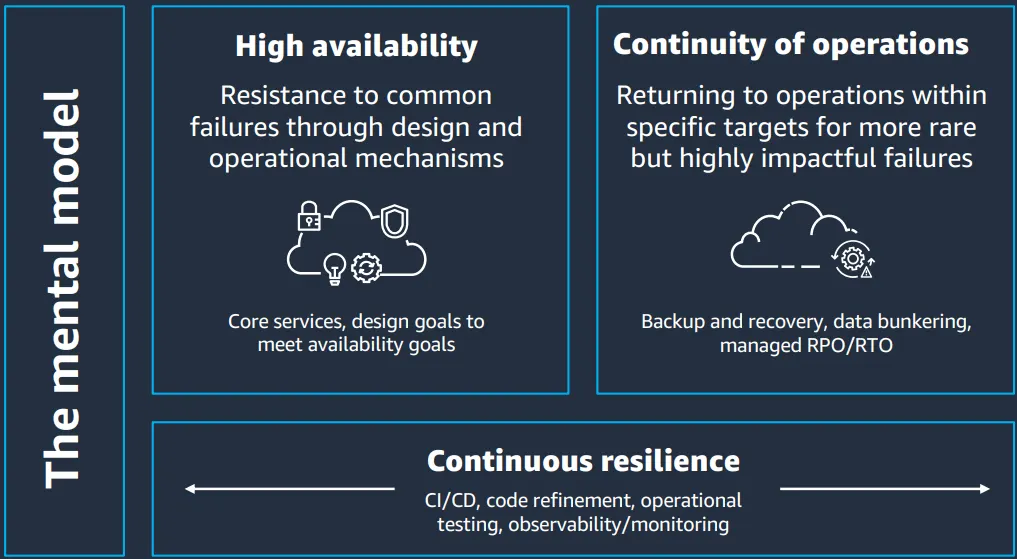 The mental model
High availability
Resistance to common
failures through design and
operational mechanisms
Core services, design goals to
meet availability goals
Continuity of operations
Returning to operations within
specific targets for more rare
but highly impactful failures
Backup and recovery, data bunkering,
managed RPO/RTO
Continuous resilience
CI/CD, code refinement, operational
testing, observability/monitoring